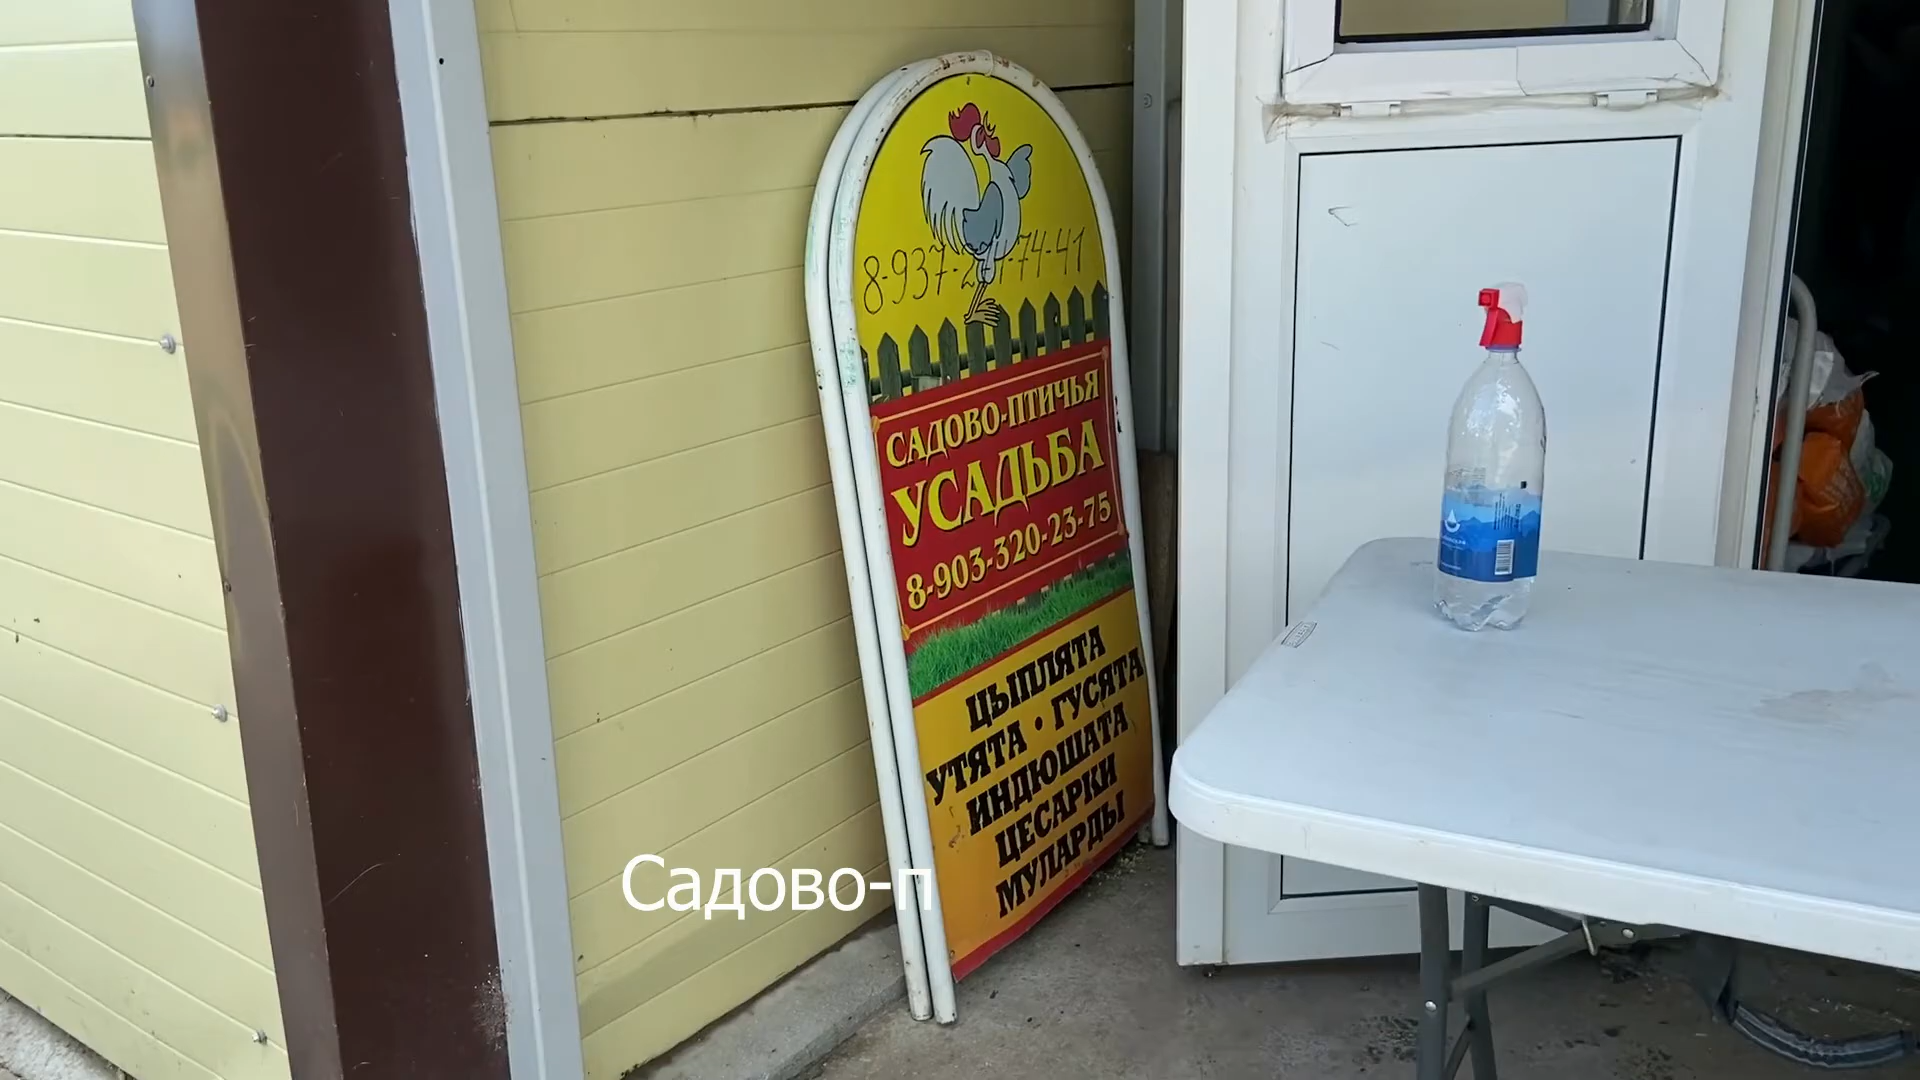 САДОВО-ПТИЧЬЯ
УСАДЬБА
8-903-320-23-75
ЦЫПЛЯТА
УТЯТА • ГУСЯТА
ИНДЮШАТА
ЦЕСАРКИ
МУЛАРДЫ
Садово-п